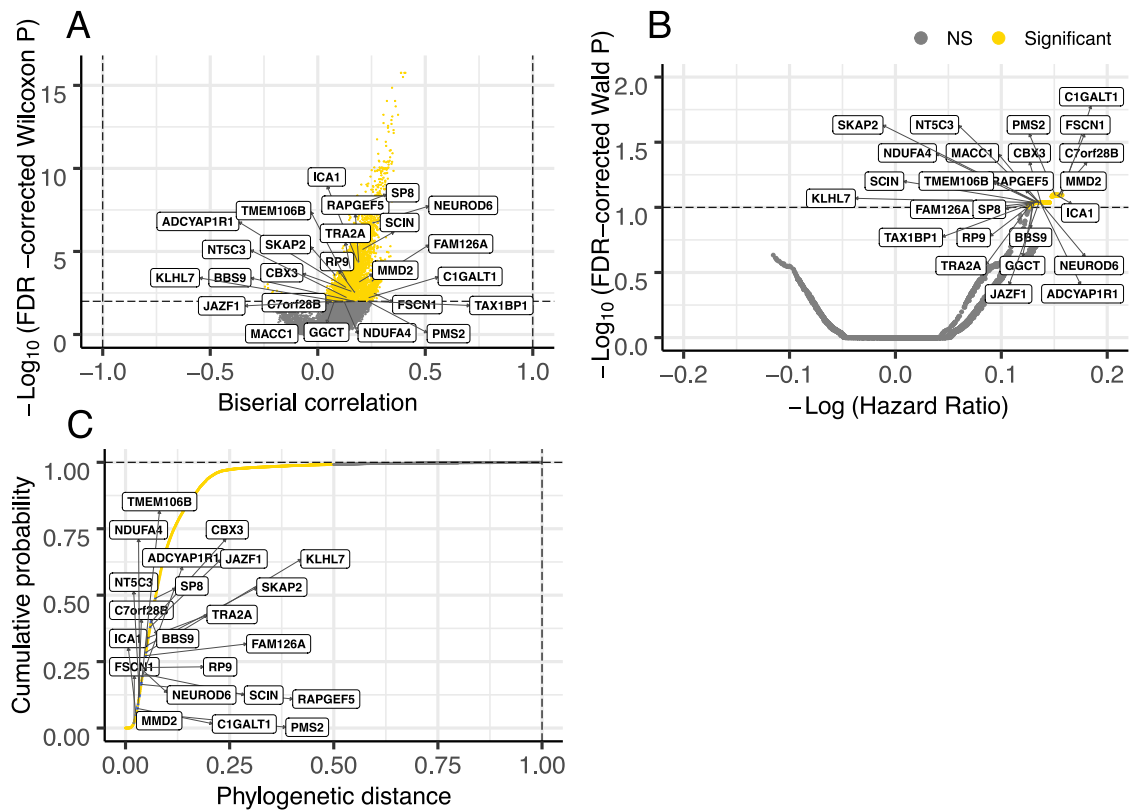 A
−Log10 (FDR −corrected Wilcoxon P)
15
10
5
0
ICA1
SP8
RAPGEF5
NEUROD6
TMEM106B
ADCYAP1R1
SCIN
TRA2A
SKAP2
FAM126A
NT5C3
RP9
MMD2
CBX3
KLHL7
BBS9
C1GALT1
JAZF1
C7orf28B
FSCN1
TAX1BP1
MACC1
GGCT
NDUFA4
PMS2
−1.0 −0.5 0.0 0.5 1.0
Biserial correlation
B
NS Significant
−Log10 (FDR−corrected Wald P)
2.0
1.5
1.0
0.5
0.0
C1GALT1
SKAP2
NT5C3
PMS2
FSCN1
NDUFA4
MACC1
CBX3
C7orf28B
SCIN
TMEM106B
RAPGEF5
MMD2
KLHL7
FAM126A
SP8
ICA1
TAX1BP1
RP9
BBS9
TRA2A
GGCT
NEUROD6
JAZF1
ADCYAP1R1
−0.2 −0.1 0.0 0.1 0.2
−Log (Hazard Ratio)
C
Cumulative probability
1.00
0.75
0.50
0.25
0.00
TMEM106B
NDUFA4
CBX3
ADCYAP1R1
JAZF1
KLHL7
NT5C3
SP8
SKAP2
C7orf28B
TRA2A
ICA1
BBS9
FAM126A
FSCN1
RP9
NEUROD6
SCIN
RAPGEF5
MMD2
C1GALT1
PMS2
0.00 0.25 0.50 0.75 1.00
Phylogenetic distance